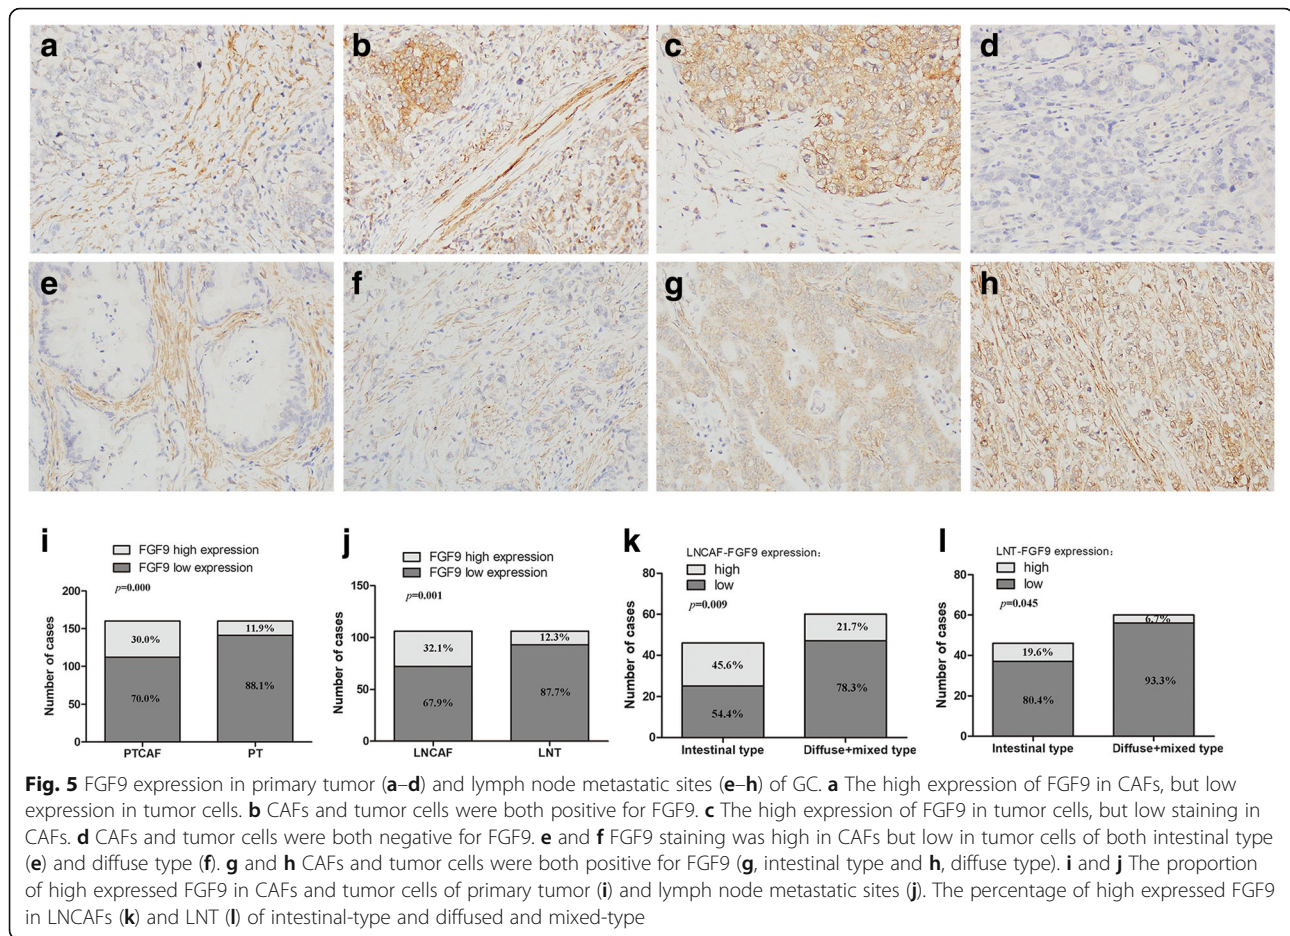 a
b
c
d
e
f
g
h
i
FGF9 high expression
FGF9 low expression
p=0.000
Number of cases
200
150
100
50
0
30.0%
70.0%
11.9%
88.1%
PTCAF
PT
j
FGF9 high expression
FGF9 low expression
p=0.001
Number of cases
150
100
50
0
32.1%
67.9%
12.3%
87.7%
LNCAF
LNT
k
LNCAF-FGF9 expression:
high
low
p=0.009
Number of cases
80
60
40
20
0
45.6%
54.4%
21.7%
78.3%
Intestinal type
Diffuse+mixed type
l
LNT-FGF9 expression:
high
low
p=0.045
Number of cases
80
60
40
20
0
19.6%
80.4%
6.7%
93.3%
Intestinal type
Diffuse+mixed type
Fig. 5 FGF9 expression in primary tumor (a–d) and lymph node metastatic sites (e–h) of GC. a The high expression of FGF9 in CAFs, but low
expression in tumor cells. b CAFs and tumor cells were both positive for FGF9. c The high expression of FGF9 in tumor cells, but low staining in
CAFs. d CAFs and tumor cells were both negative for FGF9. e and f FGF9 staining was high in CAFs but low in tumor cells of both intestinal type
(e) and diffuse type (f). g and h CAFs and tumor cells were both positive for FGF9 (g, intestinal type and h, diffuse type). i and j The proportion
of high expressed FGF9 in CAFs and tumor cells of primary tumor (i) and lymph node metastatic sites (j). The percentage of high expressed FGF9
in LNCAFs (k) and LNT (l) of intestinal-type and diffused and mixed-type